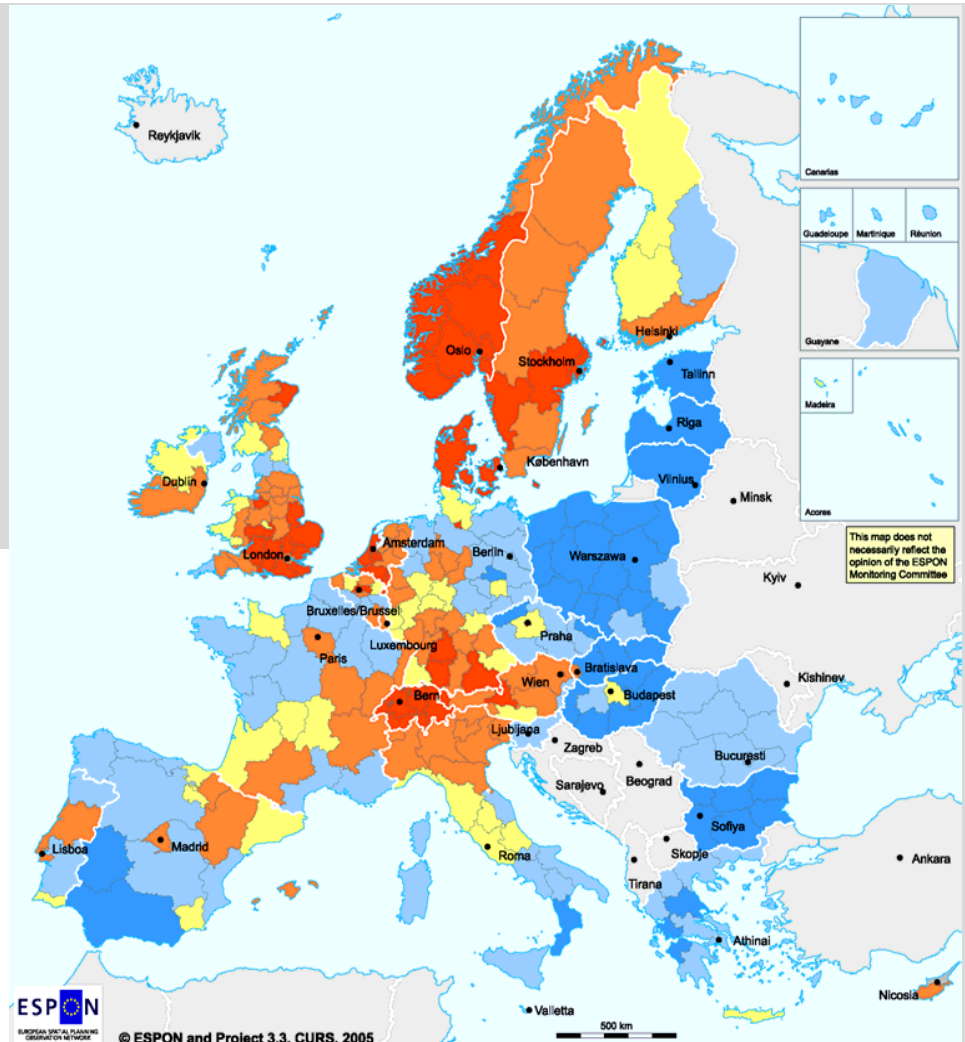 Reykjavik
Canarias
Guadeloupe
Martinique
Réunion
Guayane
Madeira
Acores
This map does not
necessarily reflect the
opinion of the ESPON
Monitoring Committee
Oslo
Stockholm
Helsinki
Tallinn
Riga
Vilnius
København
Minsk
Dublin
London
Amsterdam
Berlin
Warszawa
Kyiv
Bruxelles/Brussel
Luxembourg
Paris
Praha
Kishinev
Bern
Wien
Bratislava
Budapest
Ljubljana
Zagreb
Bucuresti
Beograd
Sarajevo
Sofiya
Skopje
Tirana
Ankara
Lisboa
Madrid
Roma
Athinai
Nicosia
Valletta
500 km
ESPON
EUROPEAN SPATIAL PLANNING
OBSERVATION NETWORK
© ESPON and Project 3.3, CURS, 2005